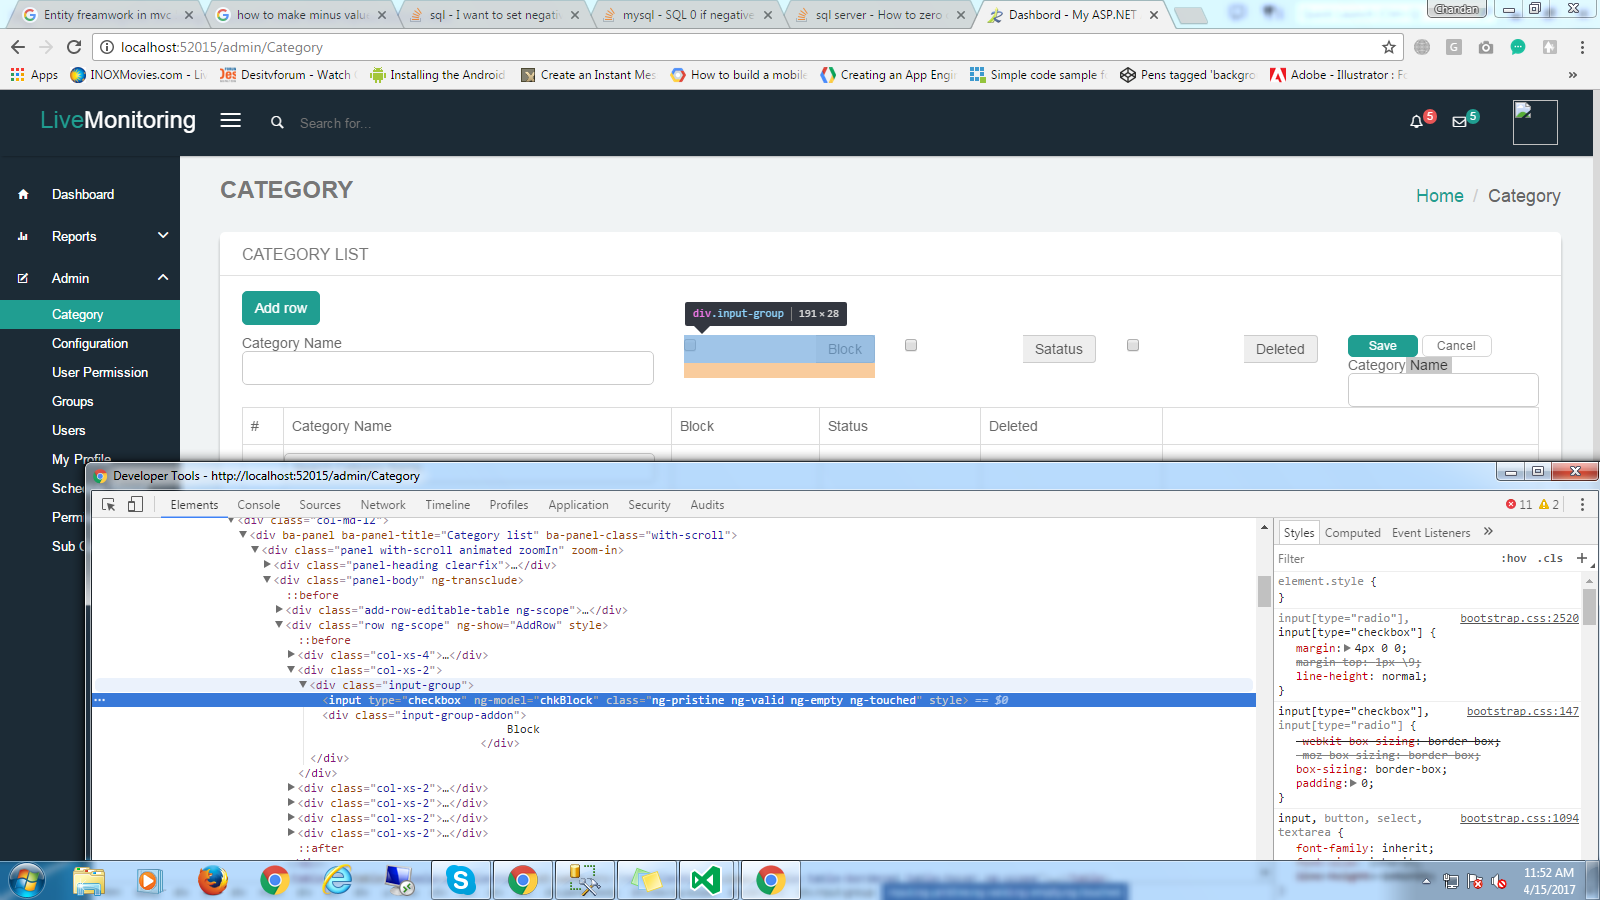 Entity freamwork in mvc
how to make minus valu
sql - I want to set negativ
mysql - SQL 0 if negative
sql server - How to zero
Dashbord - My ASP.NET
Chandan
localhost:52015/admin/Category
Apps
INOXMovies.com - Liv
Desitvforum - Watch
Installing the Android
Create an Instant Mes
How to build a mobile
Creating an App Engi
Simple code sample f
Pens tagged 'backgro
Adobe - Illustrator : Fo
»
LiveMonitoring
Search for...
5
5
Dashboard
Reports
Admin
Category
Configuration
User Permission
Groups
Users
My Profile
Sche
Permi
Sub C
CATEGORY
Home / Category
CATEGORY LIST
Add row
div.input-group | 191 × 28
Category Name
Block
Satatus
Deleted
Save
Cancel
Category Name
# Category Name Block Status Deleted
Developer Tools - http://localhost:52015/admin/Category
Elements Console Sources Network Timeline Profiles Application Security Audits
11 2
<div class="col-md-12">
<div ba-panel ba-panel-title="Category list" ba-panel-class="with-scroll">
<div class="panel with-scroll animated zoomIn" zoom-in>
<div class="panel-heading clearfix">…</div>
<div class="panel-body" ng-transclude>
::before
<div class="add-row-editable-table ng-scope">…</div>
<div class="row ng-scope" ng-show="AddRow" style>
::before
<div class="col-xs-4">…</div>
<div class="col-xs-2">
<div class="input-group">
<input type="checkbox" ng-model="chkBlock" class="ng-pristine ng-valid ng-empty ng-touched" style> == $0
<div class="input-group-addon">
Block
</div>
</div>
</div>
<div class="col-xs-2">…</div>
<div class="col-xs-2">…</div>
<div class="col-xs-2">…</div>
<div class="col-xs-2">…</div>
::after
Styles Computed Event Listeners »
Filter :hov .cls +
element.style {
}
input[type="radio"], bootstrap.css:2520
input[type="checkbox"] {
margin: 4px 0 0;
margin-top: 1px \9;
line-height: normal;
}
input[type="checkbox"], bootstrap.css:147
input[type="radio"] {
-webkit-box-sizing: border-box;
-moz-box-sizing: border-box;
box-sizing: border-box;
padding: 0;
}
input, button, select, bootstrap.css:1094
textarea {
font-family: inherit;
11:52 AM
4/15/2017